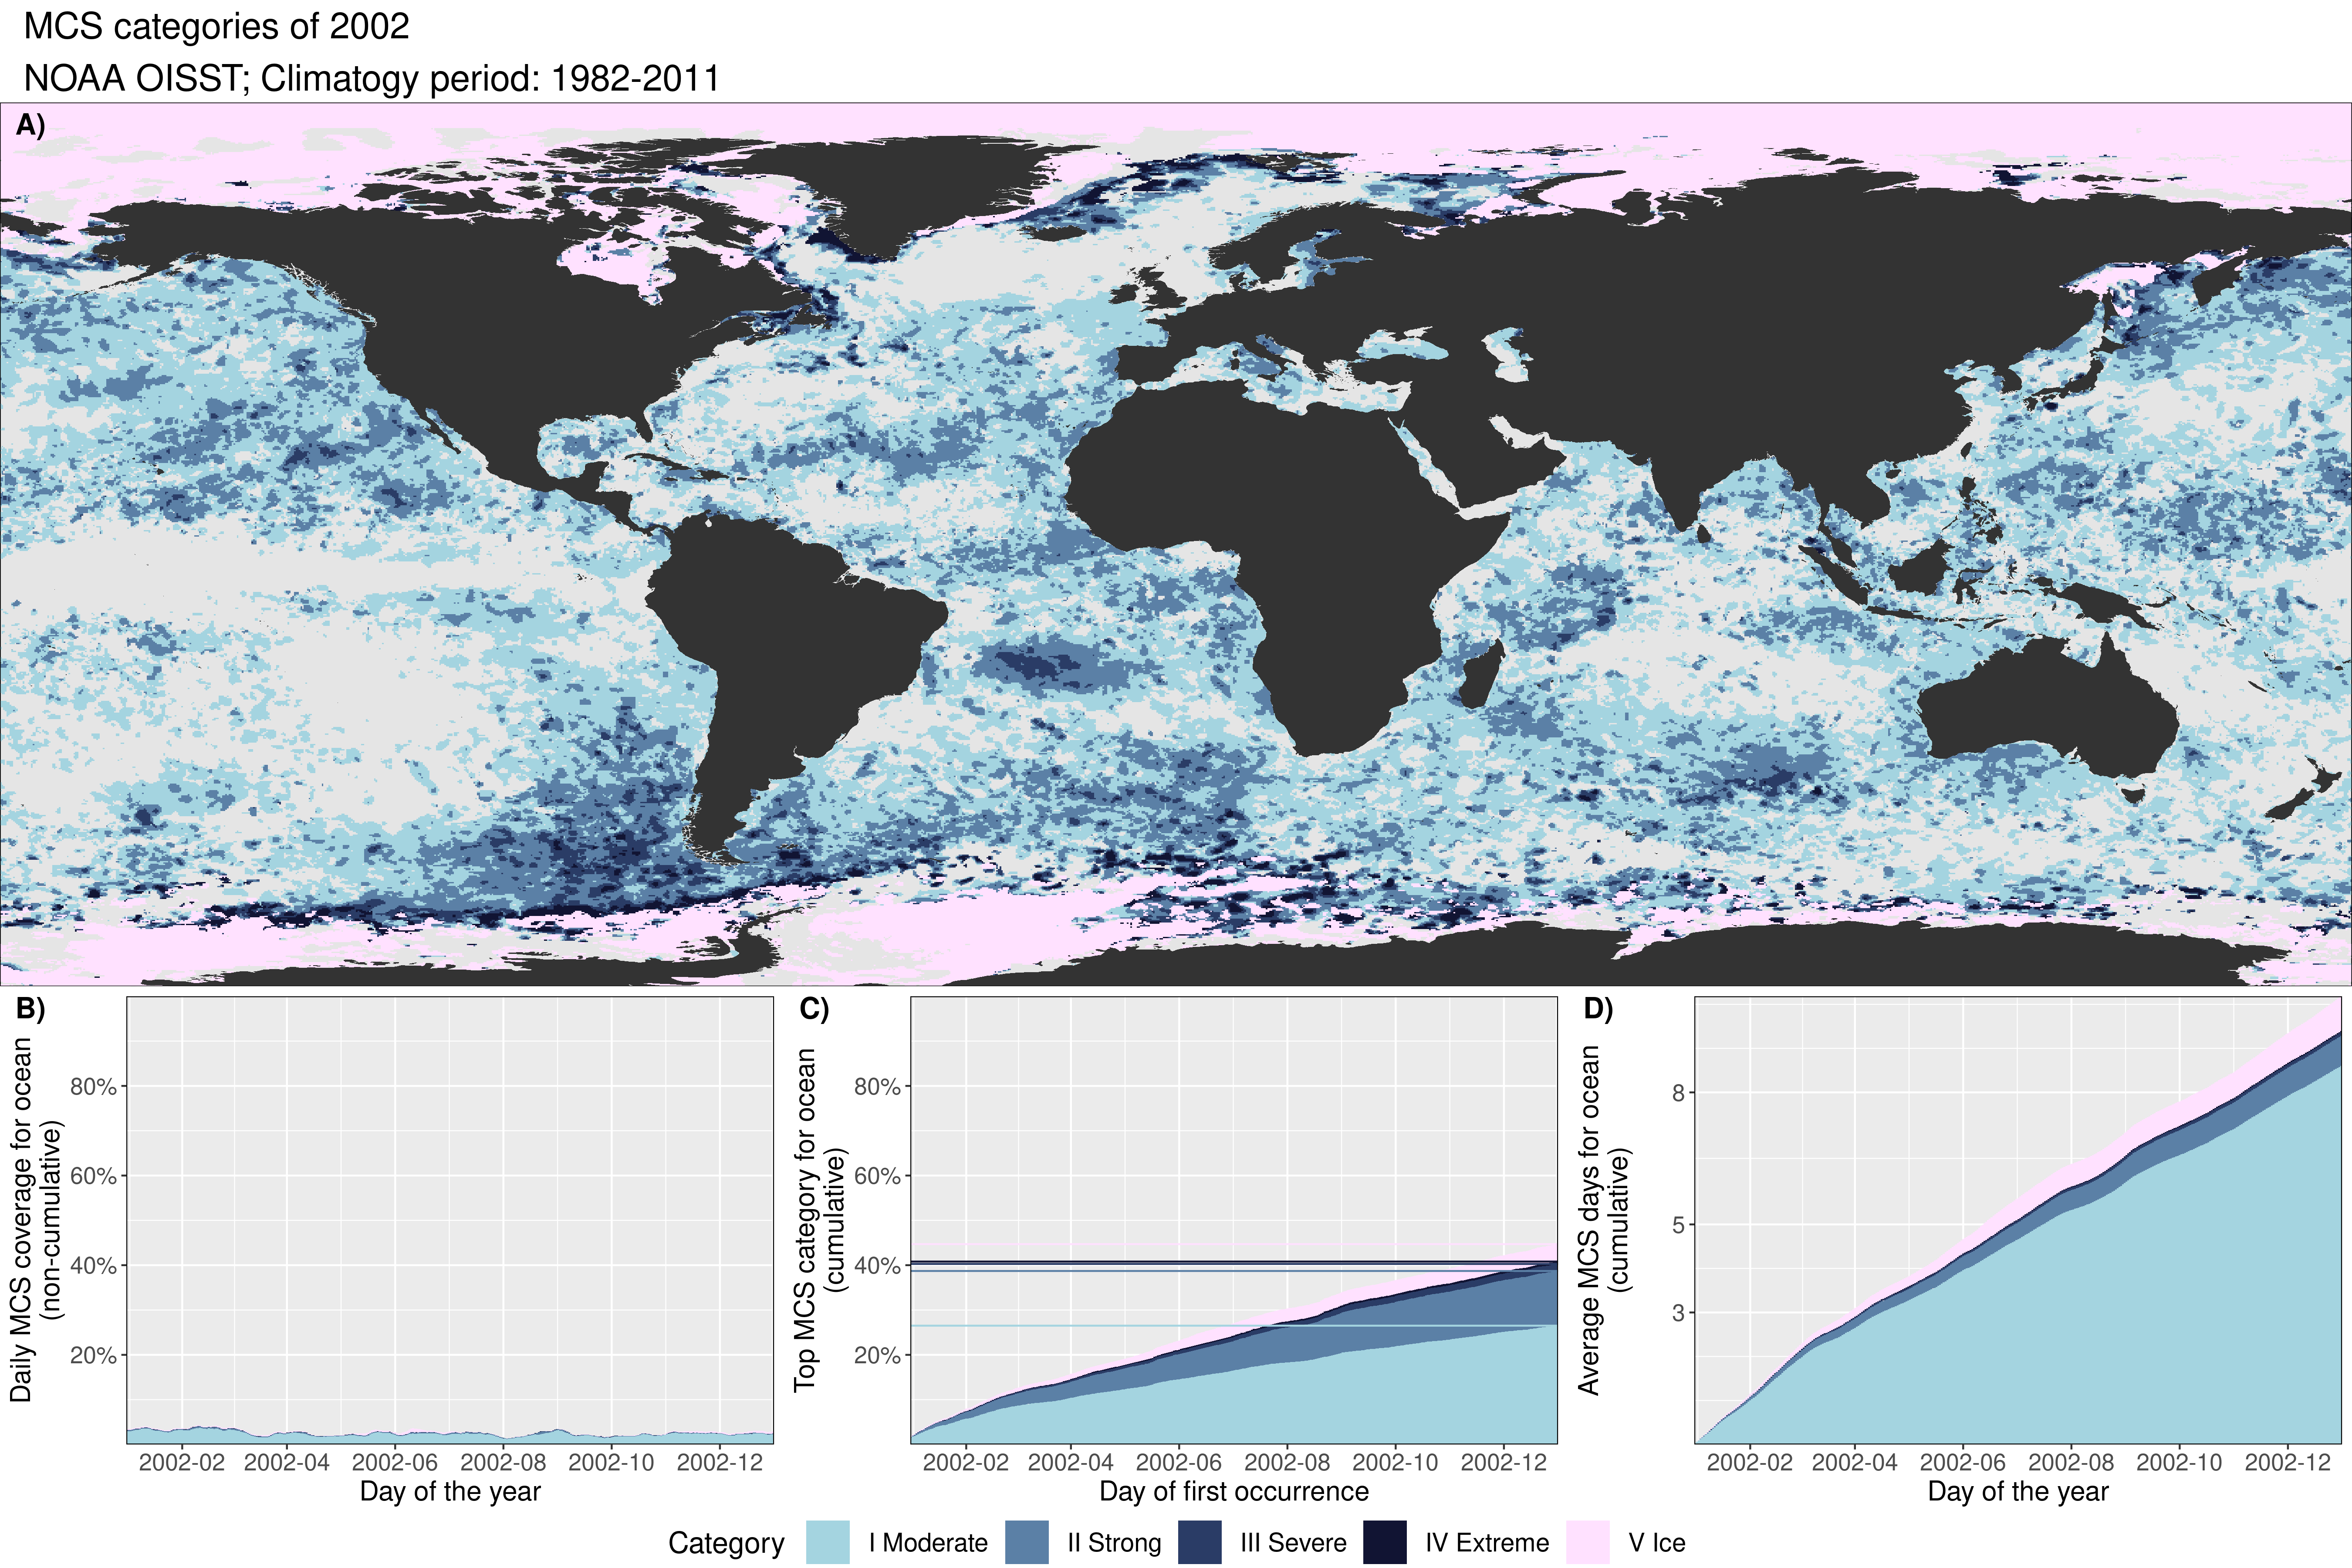 MCS categories of 2002
NOAA OISST; Climatogy period: 1982-2011
A)
B)
Daily MCS coverage for ocean
(non-cumulative)
80%
60%
40%
20%
2002-02 2002-04 2002-06 2002-08 2002-10 2002-12
Day of the year
C)
Top MCS category for ocean
(cumulative)
80%
60%
40%
20%
2002-02 2002-04 2002-06 2002-08 2002-10 2002-12
Day of first occurrence
D)
Average MCS days for ocean
(cumulative)
8
5
3
2002-02 2002-04 2002-06 2002-08 2002-10 2002-12
Day of the year
Category I Moderate II Strong III Severe IV Extreme V Ice